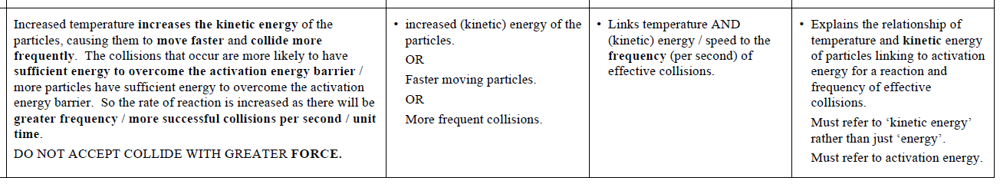 Increased temperature increases the kinetic energy of the
particles, causing them to move faster and collide more
frequently. The collisions that occur are more likely to have
sufficient energy to overcome the activation energy barrier /
more particles have sufficient energy to overcome the activation
energy barrier. So the rate of reaction is increased as there will be
greater frequency / more successful collisions per second / unit
time.
DO NOT ACCEPT COLLIDE WITH GREATER FORCE.
• increased (kinetic) energy of the
particles.
OR
Faster moving particles.
OR
More frequent collisions.
• Links temperature AND
(kinetic) energy / speed to the
frequency (per second) of
effective collisions.
• Explains the relationship of
temperature and kinetic energy
of particles linking to activation
energy for a reaction and
frequency of effective
collisions.
Must refer to ‘kinetic energy’
rather than just ‘energy’.
Must refer to activation energy.